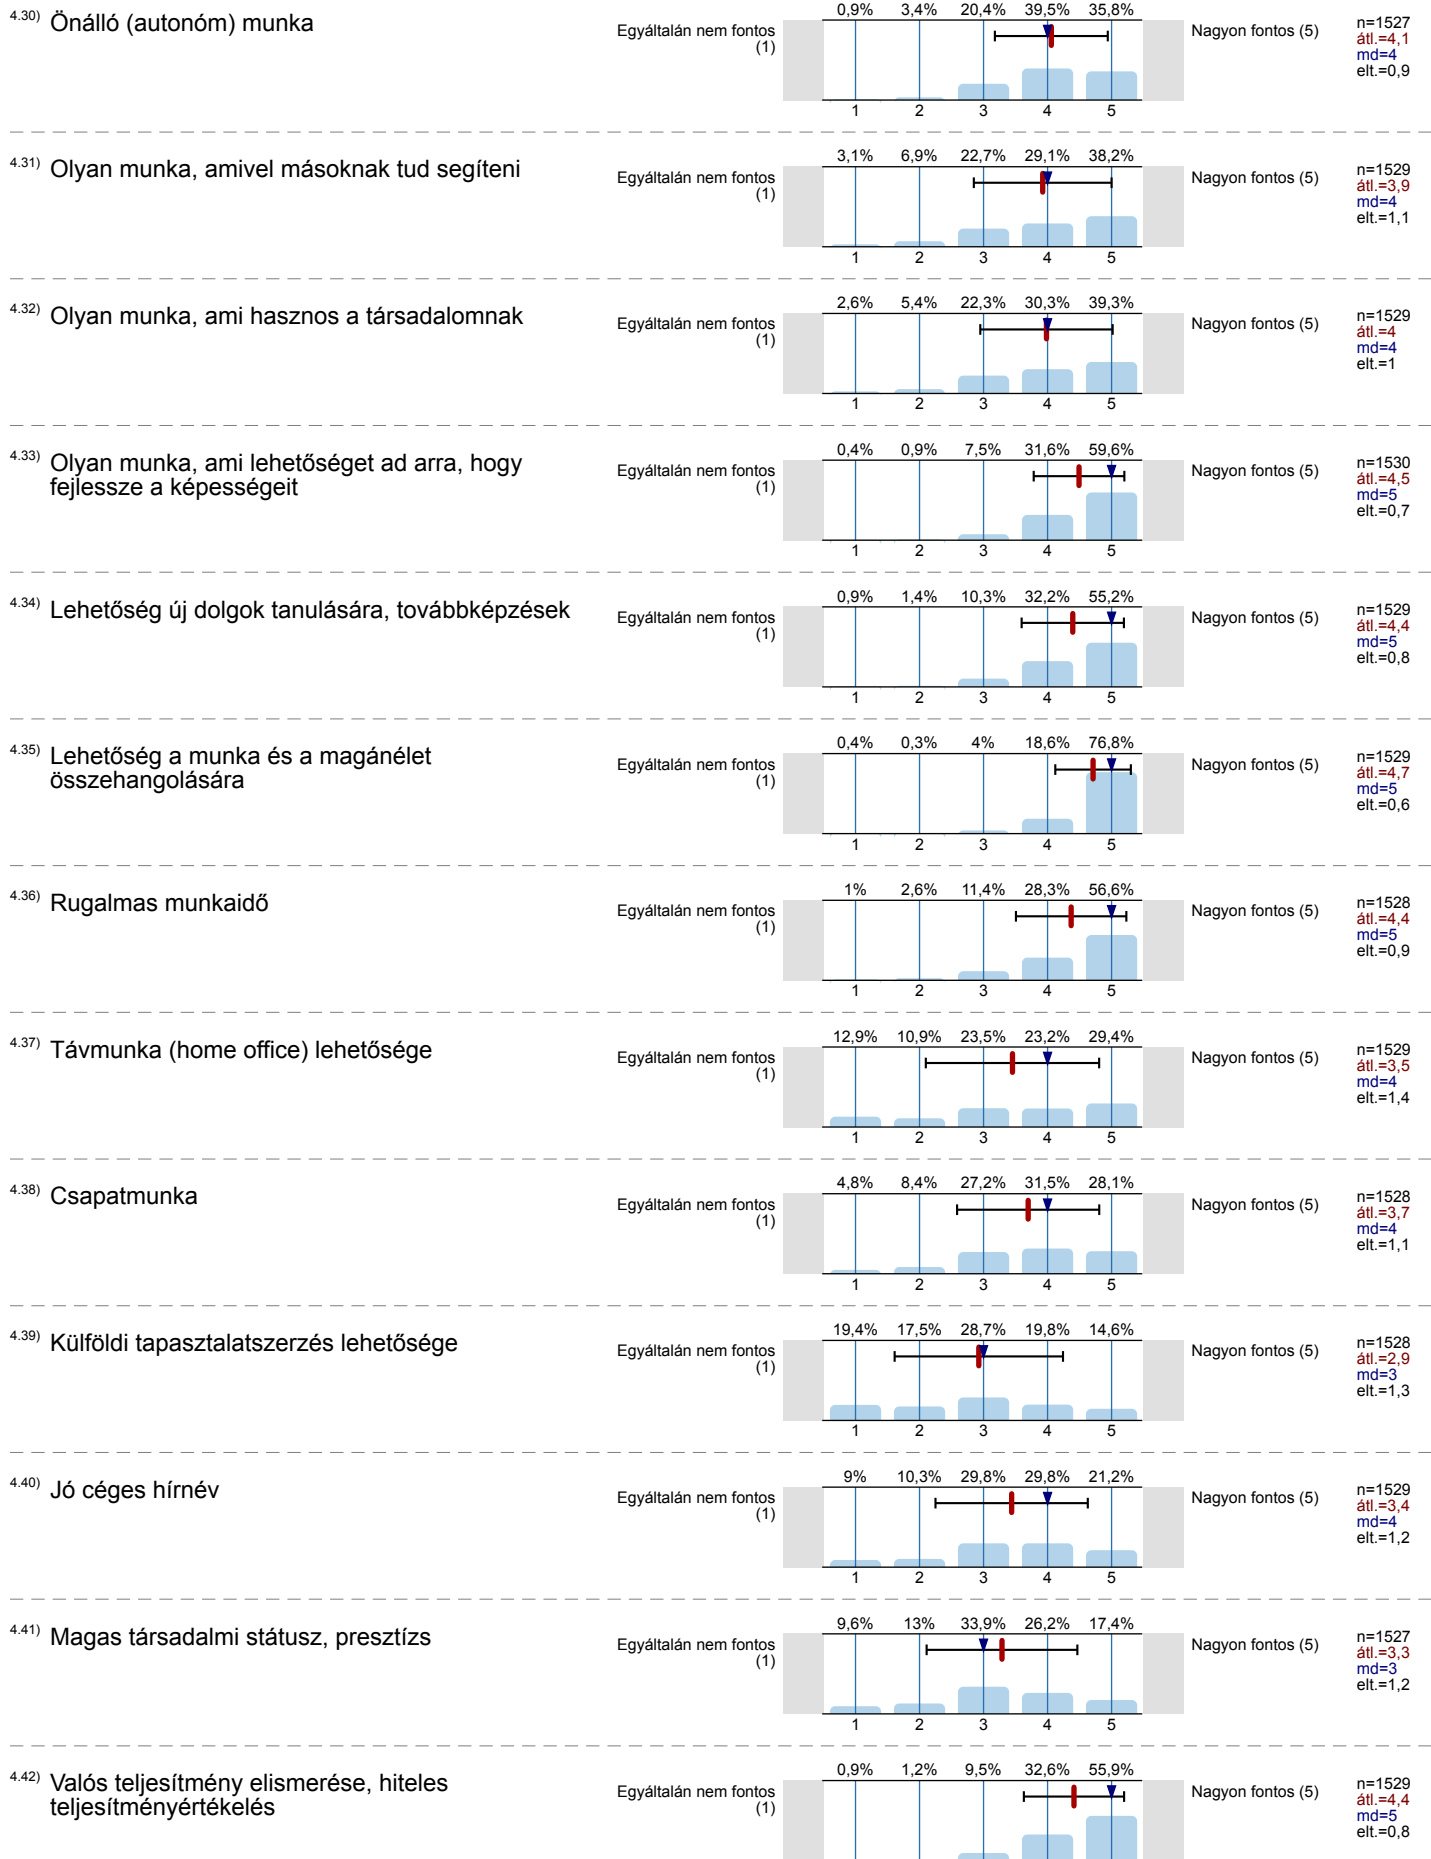 4.30) Önálló (autonóm) munka
Egyáltalán nem fontos
(1)
0,9% 3,4% 20,4% 39,5% 35,8%
1 2 3 4 5
Nagyon fontos (5)
n=1527
átl.=4,1
md=4
elt.=0,9
4.31) Olyan munka, amivel másoknak tud segíteni
Egyáltalán nem fontos
(1)
3,1% 6,9% 22,7% 29,1% 38,2%
1 2 3 4 5
Nagyon fontos (5)
n=1529
átl.=3,9
md=4
elt.=1,1
4.32) Olyan munka, ami hasznos a társadalomnak
Egyáltalán nem fontos
(1)
2,6% 5,4% 22,3% 30,3% 39,3%
1 2 3 4 5
Nagyon fontos (5)
n=1529
átl.=4
md=4
elt.=1
4.33) Olyan munka, ami lehetőséget ad arra, hogy
fejlessze a képességeit
Egyáltalán nem fontos
(1)
0,4% 0,9% 7,5% 31,6% 59,6%
1 2 3 4 5
Nagyon fontos (5)
n=1530
átl.=4,5
md=5
elt.=0,7
4.34) Lehetőség új dolgok tanulására, továbbképzések
Egyáltalán nem fontos
(1)
0,9% 1,4% 10,3% 32,2% 55,2%
1 2 3 4 5
Nagyon fontos (5)
n=1529
átl.=4,4
md=5
elt.=0,8
4.35) Lehetőség a munka és a magánélet
összehangolására
Egyáltalán nem fontos
(1)
0,4% 0,3% 4% 18,6% 76,8%
1 2 3 4 5
Nagyon fontos (5)
n=1529
átl.=4,7
md=5
elt.=0,6
4.36) Rugalmas munkaidő
Egyáltalán nem fontos
(1)
1% 2,6% 11,4% 28,3% 56,6%
1 2 3 4 5
Nagyon fontos (5)
n=1528
átl.=4,4
md=5
elt.=0,9
4.37) Távmunka (home office) lehetősége
Egyáltalán nem fontos
(1)
12,9% 10,9% 23,5% 23,2% 29,4%
1 2 3 4 5
Nagyon fontos (5)
n=1529
átl.=3,5
md=4
elt.=1,4
4.38) Csapatmunka
Egyáltalán nem fontos
(1)
4,8% 8,4% 27,2% 31,5% 28,1%
1 2 3 4 5
Nagyon fontos (5)
n=1528
átl.=3,7
md=4
elt.=1,1
4.39) Külföldi tapasztalatszerzés lehetősége
Egyáltalán nem fontos
(1)
19,4% 17,5% 28,7% 19,8% 14,6%
1 2 3 4 5
Nagyon fontos (5)
n=1528
átl.=2,9
md=3
elt.=1,3
4.40) Jó céges hírnév
Egyáltalán nem fontos
(1)
9% 10,3% 29,8% 29,8% 21,2%
1 2 3 4 5
Nagyon fontos (5)
n=1529
átl.=3,4
md=4
elt.=1,2
4.41) Magas társadalmi státusz, presztízs
Egyáltalán nem fontos
(1)
9,6% 13% 33,9% 26,2% 17,4%
1 2 3 4 5
Nagyon fontos (5)
n=1527
átl.=3,3
md=3
elt.=1,2
4.42) Valós teljesítmény elismerése, hiteles
teljesítményértékelés
Egyáltalán nem fontos
(1)
0,9% 1,2% 9,5% 32,6% 55,9%
Nagyon fontos (5)
n=1529
átl.=4,4
md=5
elt.=0,8